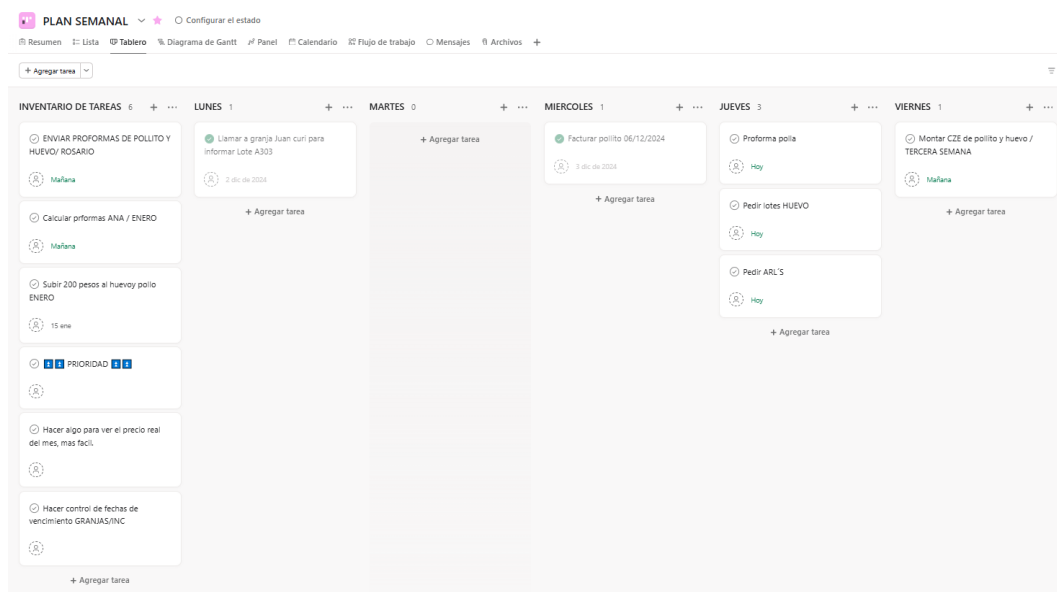 PLAN SEMANAL
Configurar el estado
Resumen
Lista
Tablero
Diagrama de Gantt
Panel
Calendario
Flujo de trabajo
Mensajes
Archivos
+
+ Agregar tarea
INVENTARIO DE TAREAS 6 + ...
ENVIAR PROFORMAS DE POLLITO Y
HUEVO/ ROSARIO
Mañana
Calcular prformas ANA / ENERO
Mañana
Subir 200 pesos al huevoy pollo
ENERO
15 ene
PRIORIDAD
Hacer algo para ver el precio real
del mes, mas facil.
Hacer control de fechas de
vencimiento GRANJAS/INC
+ Agregar tarea
LUNES 1 + ...
Llamar a granja Juan curi para
informar Lote A303
2 dic de 2024
+ Agregar tarea
MARTES 0 + ...
+ Agregar tarea
MIERCOLES 1 + ...
Facturar pollito 06/12/2024
3 dic de 2024
+ Agregar tarea
JUEVES 3 + ...
Proforma polla
Hoy
Pedir lotes HUEVO
Hoy
Pedir ARL´S
Hoy
+ Agregar tarea
VIERNES 1 + ...
Montar CZE de pollito y huevo /
TERCERA SEMANA
Mañana
+ Agregar tarea